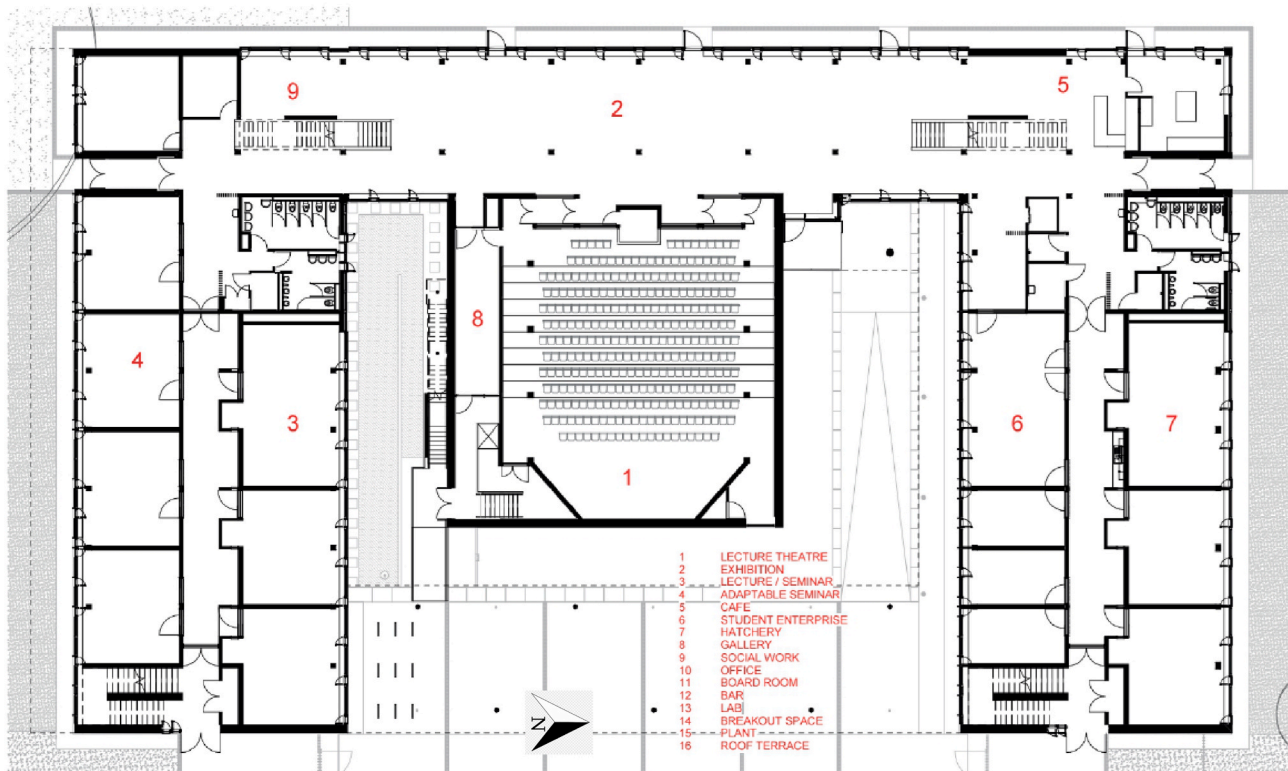 9
2
5
8
4
3
6
7
1
1 LECTURE THEATRE
2 EXHIBITION
3 LECTURE / SEMINAR
4 ADAPTABLE SEMINAR
5 CAFE
6 STUDENT ENTERPRISE
7 HATCHERY
8 GALLERY
9 SOCIAL WORK
10 OFFICE
11 BOARD ROOM
12 BAR
13 LAB
14 BREAKOUT SPACE
15 PLANT
16 ROOF TERRACE
N